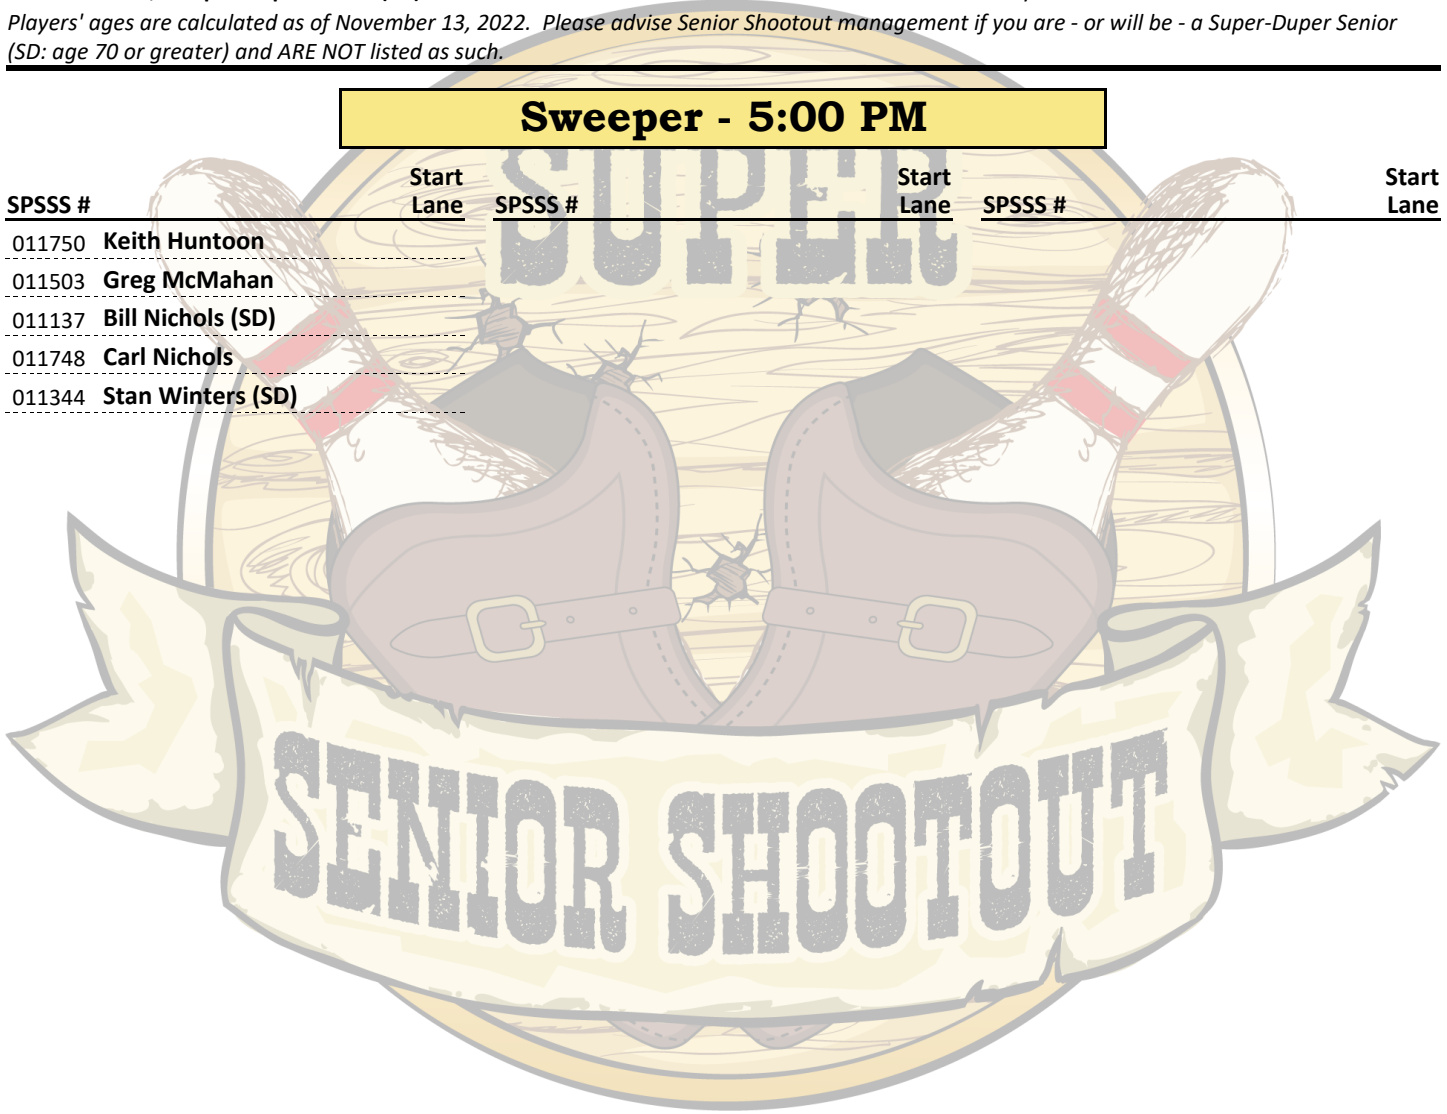 Players' ages are calculated as of November 13, 2022.  Please advise Senior Shootout management if you are - or will be - a Super-Duper Senior
(SD: age 70 or greater) and ARE NOT listed as such.
Sweeper - 5:00 PM
SPSSS # Start Lane SPSSS # Start Lane SPSSS # Start Lane
011750 Keith Huntoon
011503 Greg McMahan
011137 Bill Nichols (SD)
011748 Carl Nichols
011344 Stan Winters (SD)
SUPER
SENIOR SHOOTOUT